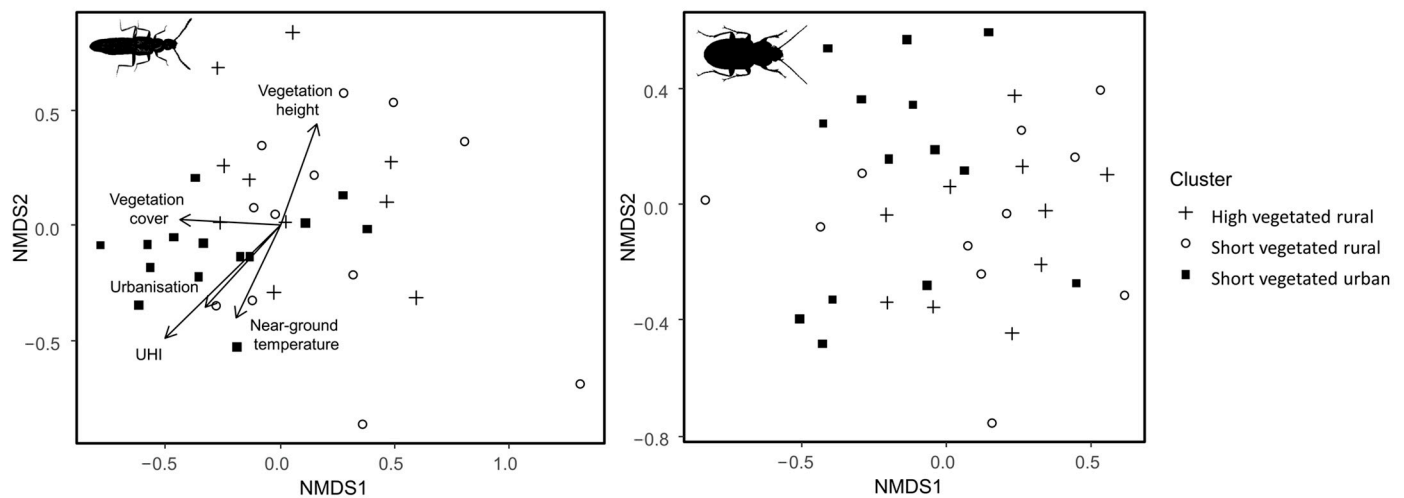 Vegetation
height
0.5
Vegetation
cover
0.0
NMDS2
Urbanisation
Near-ground
temperature
UHI
−0.5
−0.5
0.0
0.5
1.0
NMDS1
0.4
0.0
NMDS2
−0.4
−0.8
−0.5
0.0
0.5
NMDS1
Cluster
High vegetated rural
Short vegetated rural
Short vegetated urban